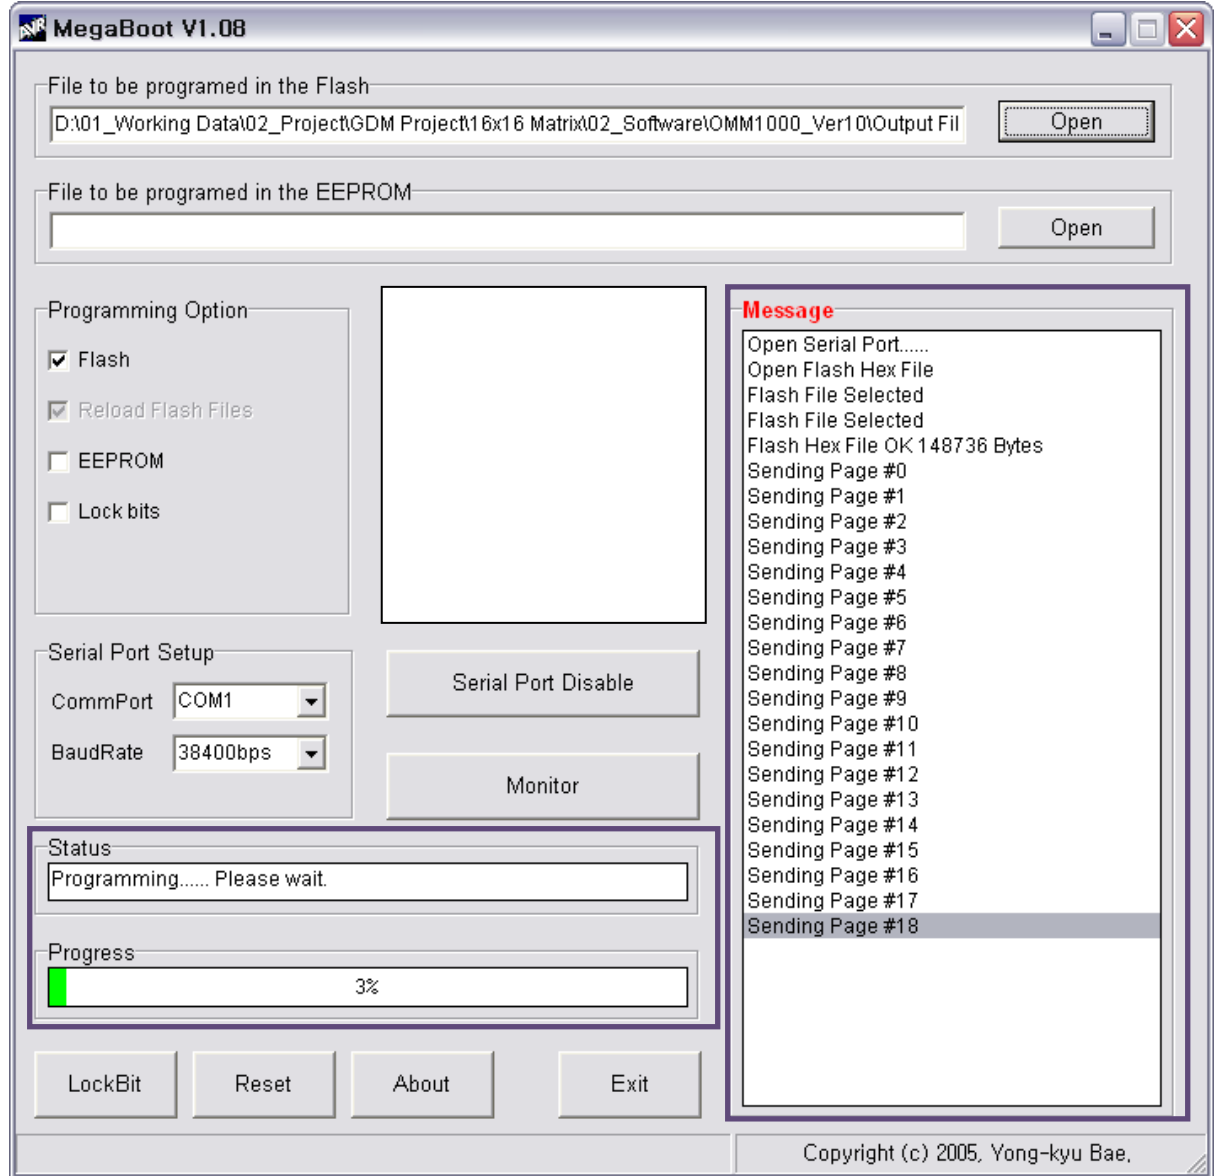 AVR
MegaBoot V1.08
File to be programed in the Flash
D:\01_Working Data\02_Project\GDM Project\16x16 Matrix\02_Software\OMM1000_Ver10\Output Fil
Open
File to be programed in the EEPROM
Open
Programming Option
Flash
Reload Flash Files
EEPROM
Lock bits
Serial Port Setup
CommPort COM1
BaudRate 38400bps
Serial Port Disable
Monitor
Status
Programming...... Please wait.
Progress
3%
Message
Open Serial Port......
Open Flash Hex File
Flash File Selected
Flash File Selected
Flash Hex File OK 148736 Bytes
Sending Page #0
Sending Page #1
Sending Page #2
Sending Page #3
Sending Page #4
Sending Page #5
Sending Page #6
Sending Page #7
Sending Page #8
Sending Page #9
Sending Page #10
Sending Page #11
Sending Page #12
Sending Page #13
Sending Page #14
Sending Page #15
Sending Page #16
Sending Page #17
Sending Page #18
LockBit
Reset
About
Exit
Copyright (c) 2005, Yong-kyu Bae,